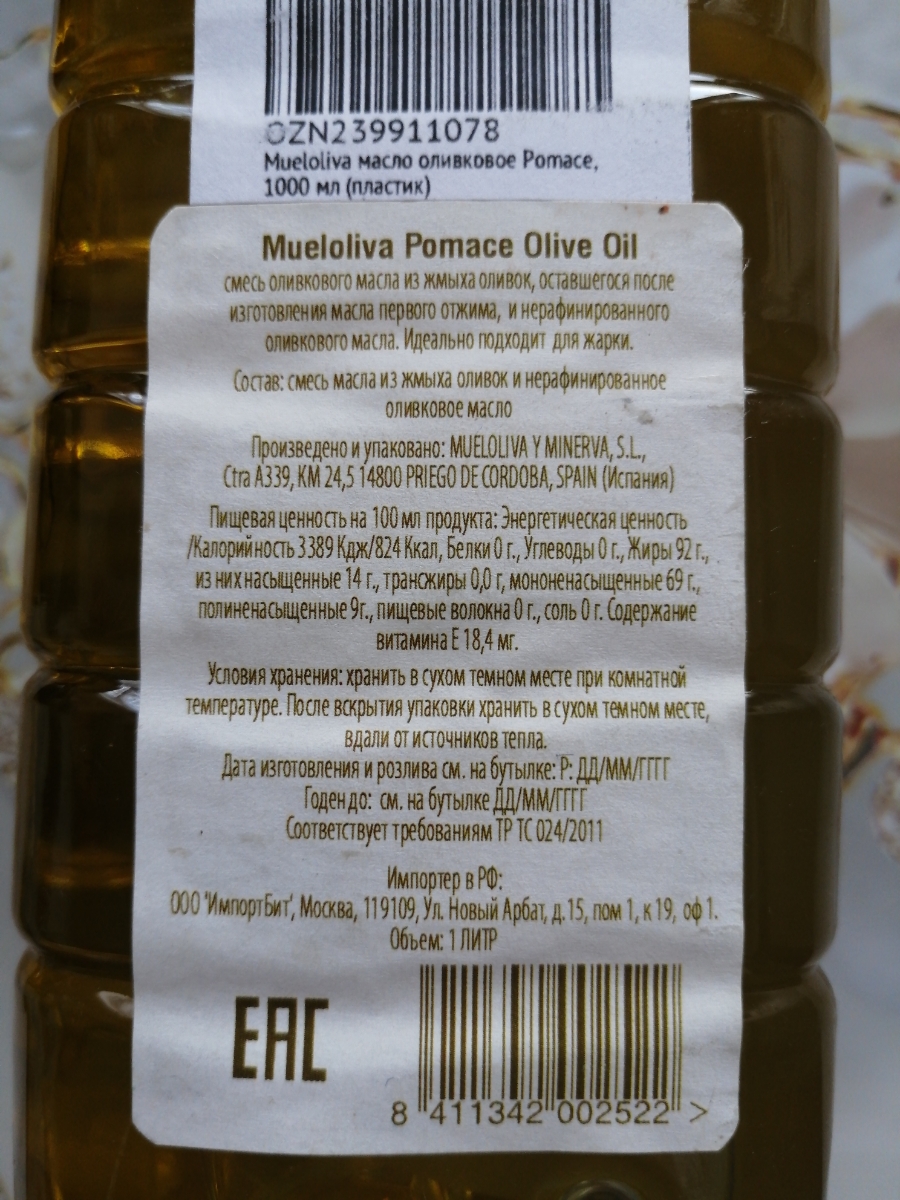 OZN239911078
Mueloliva масло оливковое Pomace,
1000 мл (пластик)
Mueloliva Pomace Olive Oil
смесь оливкового масла из жмыха оливок, оставшегося после
изготовления масла первого отжима, и нерафинированного
оливкового масла. Идеально подходит для жарки.
Состав: смесь масла из жмыха оливок и нерафинированное
оливковое масло
Произведено и упаковано: MUELOLIVA Y MINERVA, S.L.,
Ctra A339, KM 24,5 14800 PRIEGO DE CORDOBA, SPAIN (Испания)
Пищевая ценность на 100 мл продукта: Энергетическая ценность
/Калорийность 3389 Кдж/824 Ккал, Белки 0 г., Углеводы 0 г., Жиры 92 г.,
из них насыщенные 14 г., трансжиры 0,0 г, мононенасыщенные 69 г.,
полиненасыщенные 9г., пищевые волокна 0 г., соль 0 г. Содержание
витамина Е 18,4 мг.
Условия хранения: хранить в сухом темном месте при комнатной
температуре. После вскрытия упаковки хранить в сухом темном месте,
вдали от источников тепла.
Дата изготовления и розлива см. на бутылке: Р: ДД/ММ/ГГГГ
Годен до: см. на бутылке ДД/ММ/ГГГГ
Соответствует требованиям ТР ТС 024/2011
Импортер в РФ:
ООО 'ИмпортБит', Москва, 119109, Ул. Новый Арбат, д.15, пом 1, к 19, оф 1.
Объем: 1 ЛИТР
EAC
8 411342 002522 >